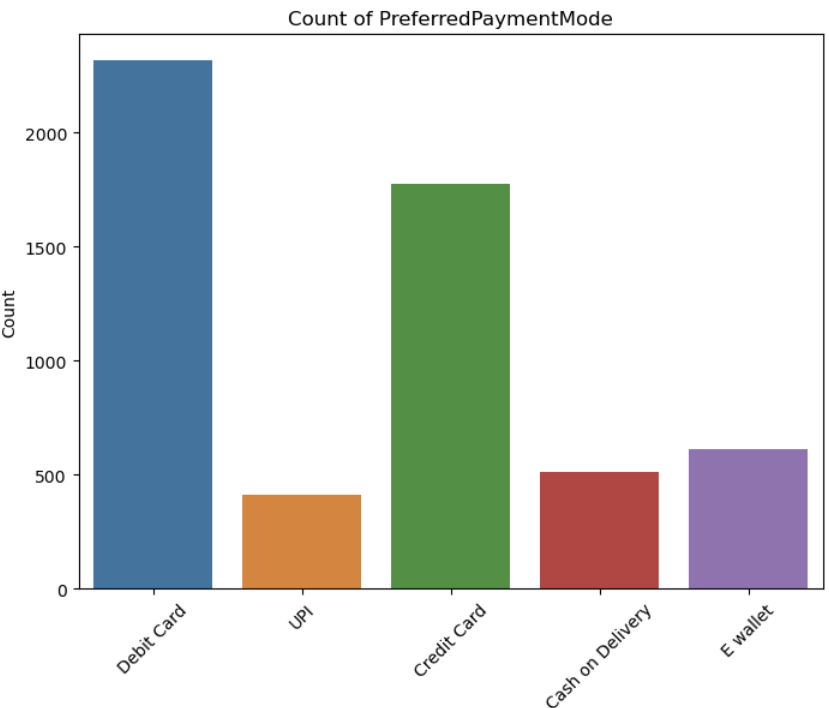 Count of PreferredPaymentMode
Count
2000
1500
1000
500
0
Debit Card
UPI
Credit Card
Cash on Delivery
E wallet